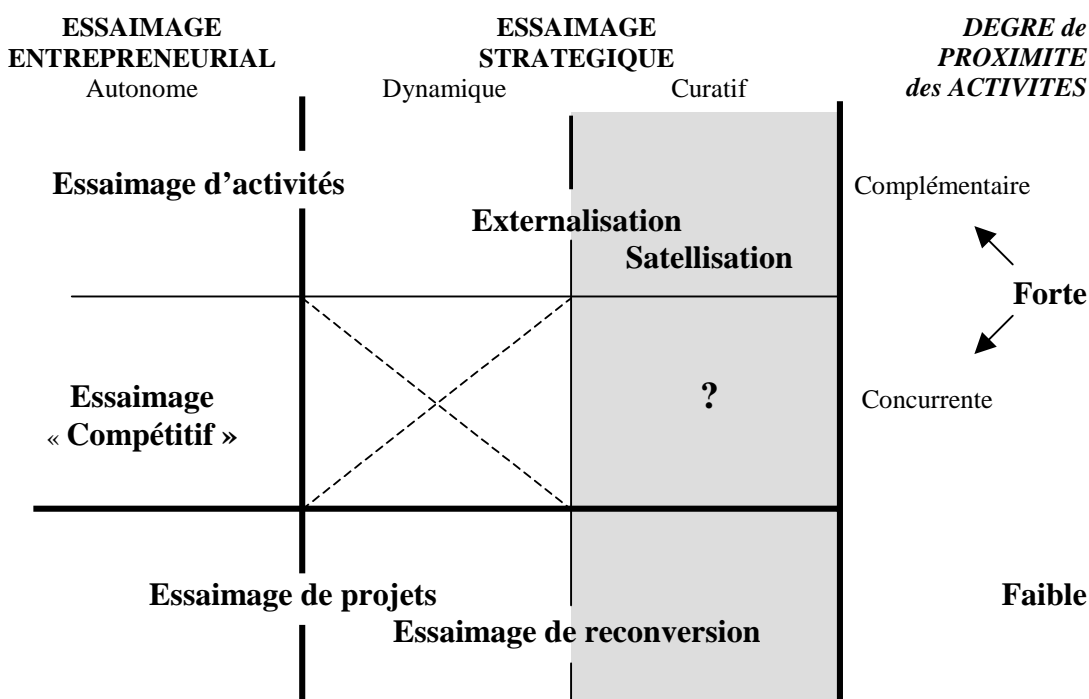 ESSAIMAGE
ENTREPRENEURIAL
Autonome
ESSAIMAGE
STRATEGIQUE
Dynamique
Curatif
DEGRE de
PROXIMITE
des ACTIVITES
Essaimage d’activités
Externalisation
Satellisation
Complémentaire
Forte
Essaimage
« Compétitif »
?
Concurrente
Essaimage de projets
Essaimage de reconversion
Faible